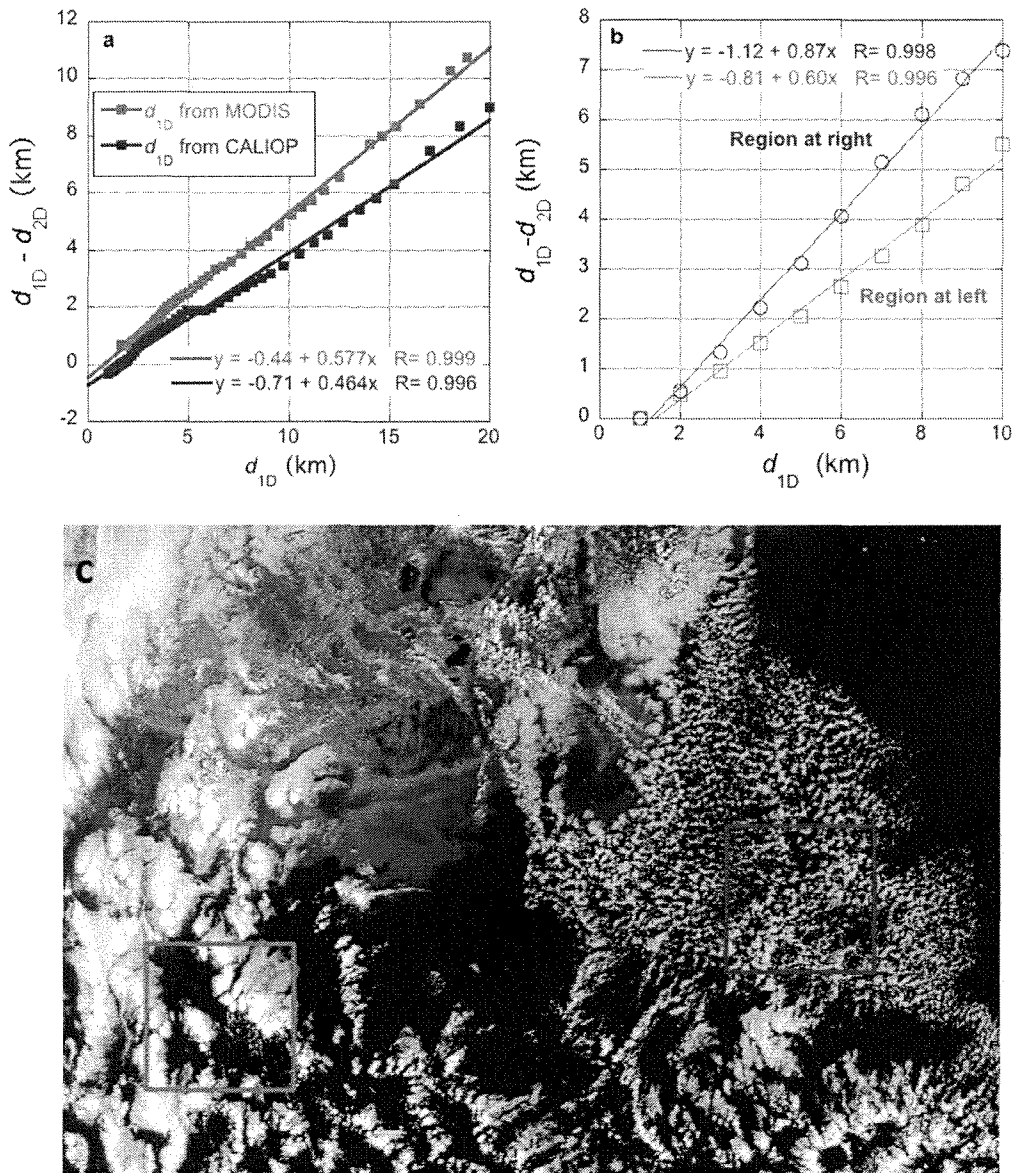 a
12
10
8
6
4
2
0
-2
d1D - d2D (km)
d1D from MODIS
d1D from CALIOP
y = -0.44 + 0.577x R= 0.999
y = -0.71 + 0.464x R= 0.996
0 5 10 15 20
d1D (km)
b
8
7
6
5
4
3
2
1
0
d1D-d2D (km)
y = -1.12 + 0.87x R= 0.998
y = -0.81 + 0.60x R= 0.996
Region at right
Region at left
0 2 4 6 8 10
d1D (km)
c